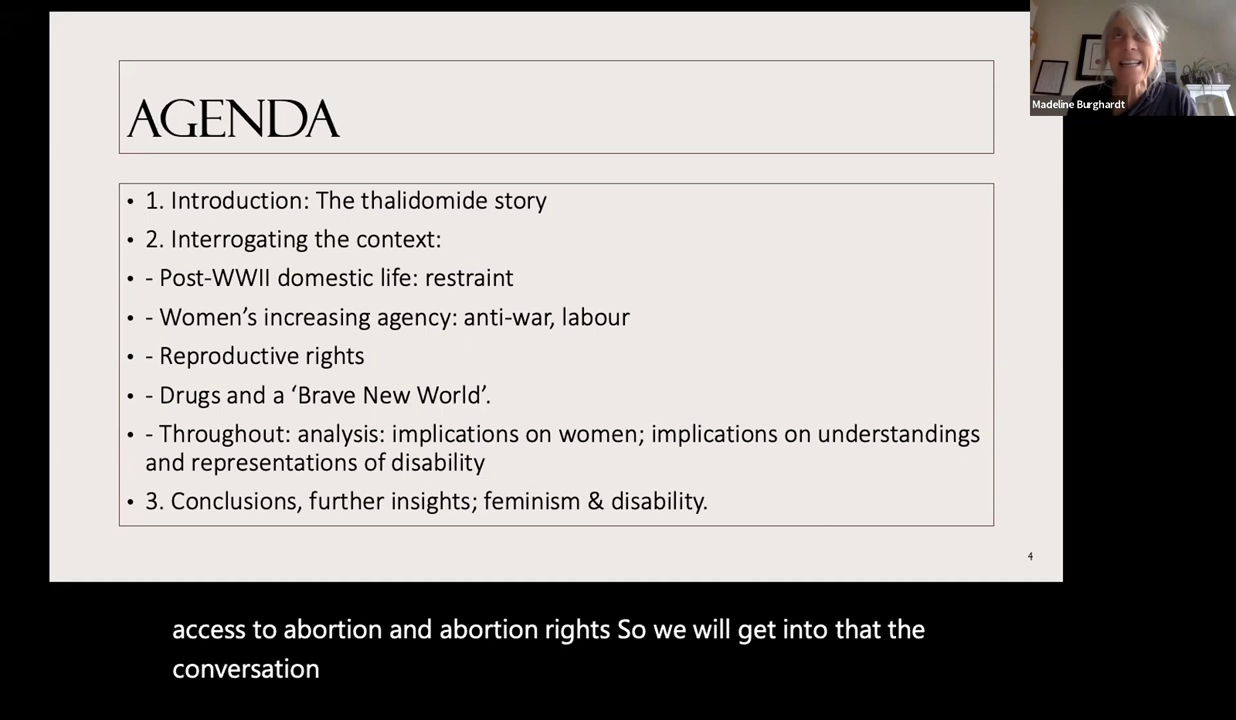 AGENDA
• 1. Introduction: The thalidomide story
• 2. Interrogating the context:
• - Post-WWII domestic life: restraint
• - Women’s increasing agency: anti-war, labour
• - Reproductive rights
• - Drugs and a ‘Brave New World’.
• - Throughout: analysis: implications on women; implications on understandings
and representations of disability
• 3. Conclusions, further insights; feminism & disability.
4
Madeline Burghardt
access to abortion and abortion rights So we will get into that the
conversation